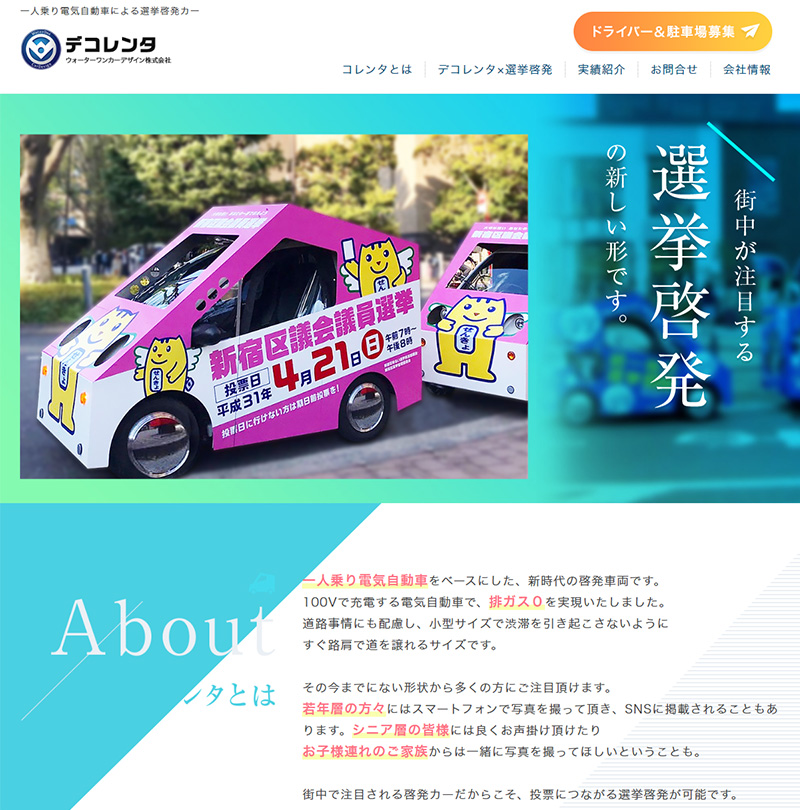 一人乗り電気自動車による選挙啓発カー
デコレンタ
ウォーターワンカーデザイン株式会社
ドライバー＆駐車場募集
コレンタとは
デコレンタ×選挙啓発
実績紹介
お問合せ
会社情報
街中が注目する
選挙啓発
の新しい形です。
せんきょ
せんきょ
せんきょ
新宿区議会議員選挙
投票日
平成31年
4月21日
日
午前7時〜
午後8時
投票日に行けない方は期日前投票を!
About
ンタとは
一人乗り電気自動車をベースにした、新時代の啓発車両です。
100Vで充電する電気自動車で、排ガス０を実現いたしました。
道路事情にも配慮し、小型サイズで渋滞を引き起こさないように
すぐ路肩で道を譲れるサイズです。
その今までにない形状から多くの方にご注目頂けます。
若年層の方々にはスマートフォンで写真を撮って頂き、SNSに掲載されることもあ
ります。シニア層の皆様には良くお声掛け頂けたり
お子様連れのご家族からは一緒に写真を撮ってほしいということも。
街中で注目される啓発カーだからこそ、投票につながる選挙啓発が可能です。